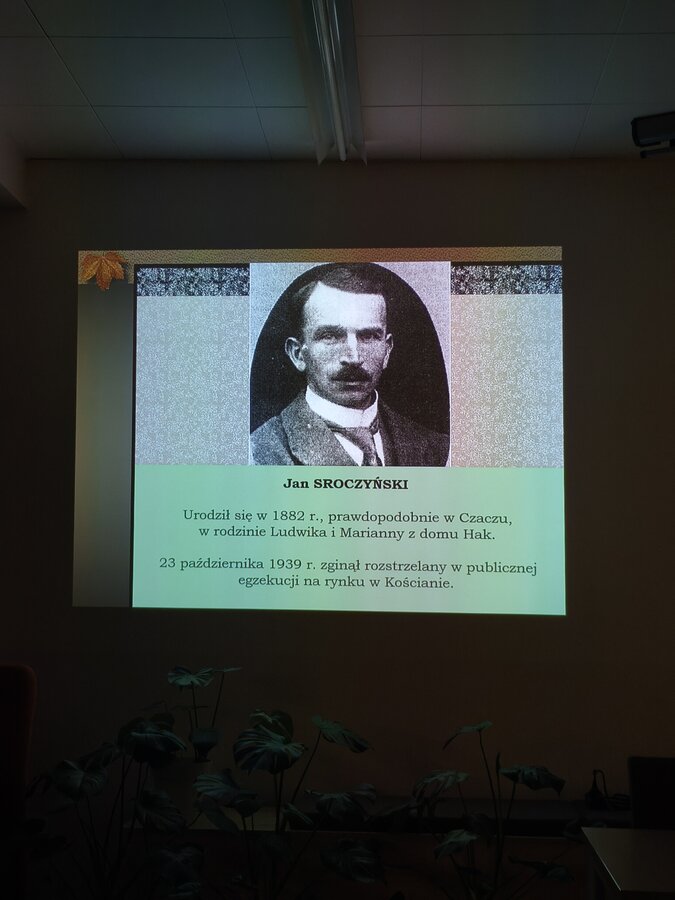 Jan SROCZYŃSKI
Urodził się w 1882 r., prawdopodobnie w Czaczu,
w rodzinie Ludwika i Marianny z domu Hak.
23 października 1939 r. zginął rozstrzelany w publicznej
egzekucji na rynku w Kościanie.